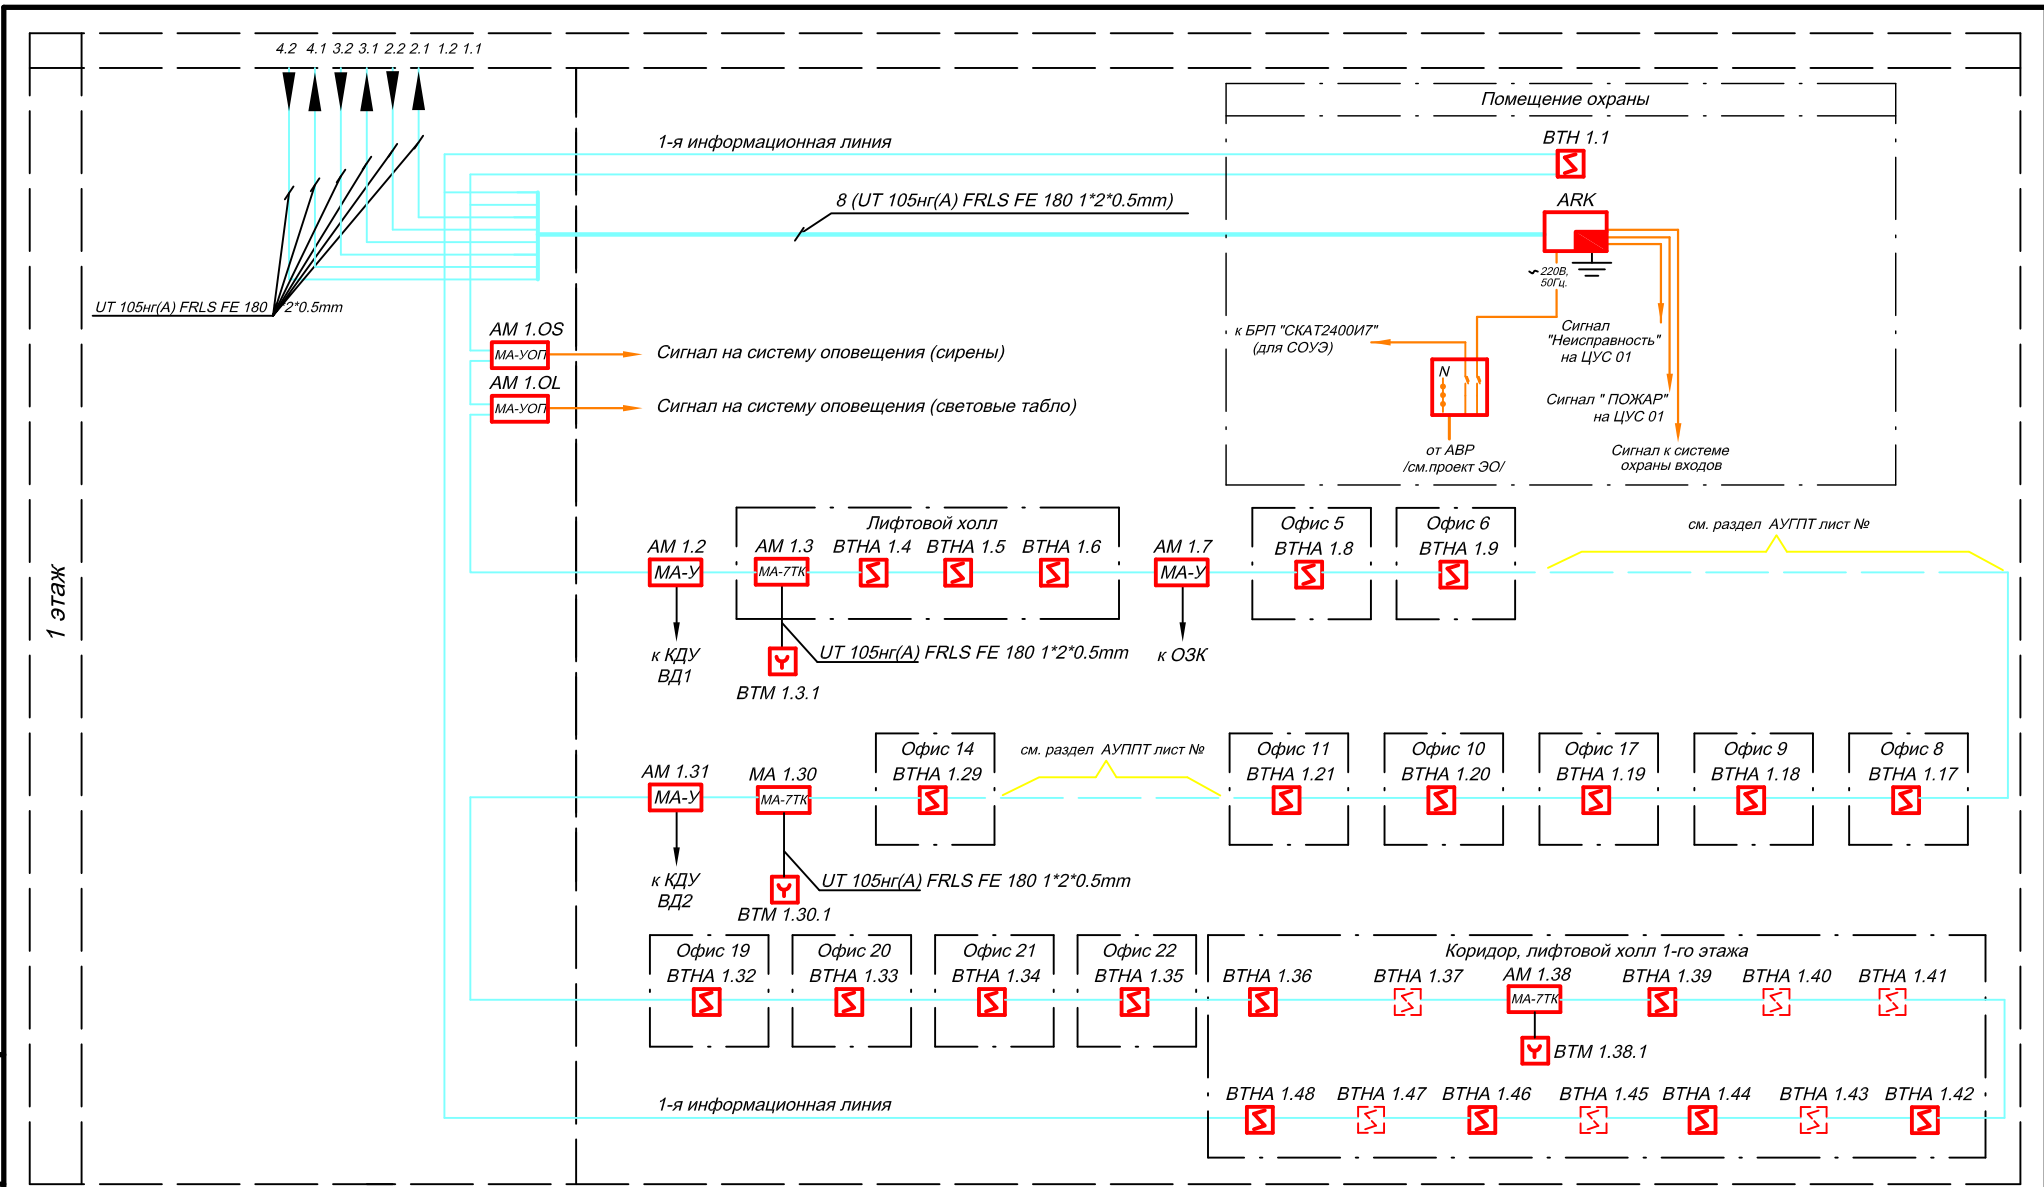 4.2 4.1 3.2 3.1 2.2 2.1 1.2 1.1
Помещение охраны
1-я информационная линия
ВТН 1.1
8 (UT 105нг(А) FRLS FE 180 1*2*0.5mm)
ARK
220В,
50Гц.
UT 105нг(А) FRLS FE 180 1*2*0.5mm
АМ 1.OS
МА-УОП
Сигнал на систему оповещения (сирены)
АМ 1.OL
МА-УОП
Сигнал на систему оповещения (световые табло)
к БРП "СКАТ2400И7"
(для СОУЭ)
N
Сигнал
"Неисправность"
на ЦУС 01
Сигнал " ПОЖАР"
на ЦУС 01
от АВР
/см.проект ЭО/
Сигнал к системе
охраны входов
1 этаж
Лифтовой холл
Офис 5
Офис 6
см. раздел АУГПТ лист №
АМ 1.2
АМ 1.3
ВТНА 1.4
ВТНА 1.5
ВТНА 1.6
АМ 1.7
ВТНА 1.8
ВТНА 1.9
МА-У
МА-7ТК
МА-У
к КДУ
ВД1
UT 105нг(А) FRLS FE 180 1*2*0.5mm
к ОЗК
ВТМ 1.3.1
Офис 14
см. раздел АУППТ лист №
Офис 11
Офис 10
Офис 17
Офис 9
Офис 8
АМ 1.31
МА 1.30
ВТНА 1.29
ВТНА 1.21
ВТНА 1.20
ВТНА 1.19
ВТНА 1.18
ВТНА 1.17
МА-У
МА-7ТК
к КДУ
ВД2
UT 105нг(А) FRLS FE 180 1*2*0.5mm
ВТМ 1.30.1
Офис 19
Офис 20
Офис 21
Офис 22
Коридор, лифтовой холл 1-го этажа
ВТНА 1.32
ВТНА 1.33
ВТНА 1.34
ВТНА 1.35
ВТНА 1.36
ВТНА 1.37
АМ 1.38
ВТНА 1.39
ВТНА 1.40
ВТНА 1.41
МА-7ТК
ВТМ 1.38.1
1-я информационная линия
ВТНА 1.48
ВТНА 1.47
ВТНА 1.46
ВТНА 1.45
ВТНА 1.44
ВТНА 1.43
ВТНА 1.42